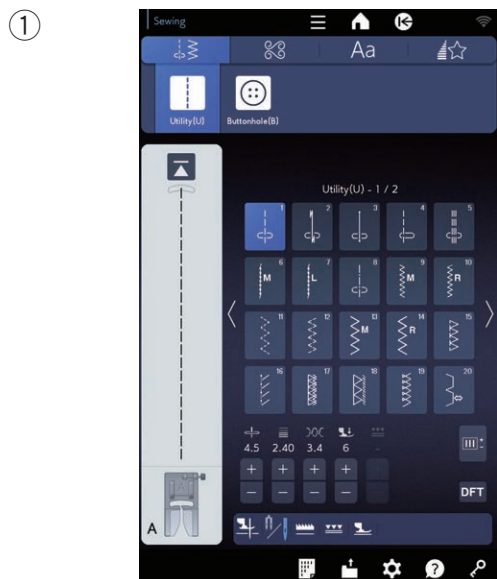 ①
Sewing
Aa
Utility(U) Buttonhole(B)
Utility(U) - 1 / 2
1 2 3 4 5
6 M 7 L 8 9 M 10 R
11 12 13 M 14 R 15
16 17 18 19 20
4.5 2.40 3.4 6 -
+ + + +
- - - -
DFT
A
?